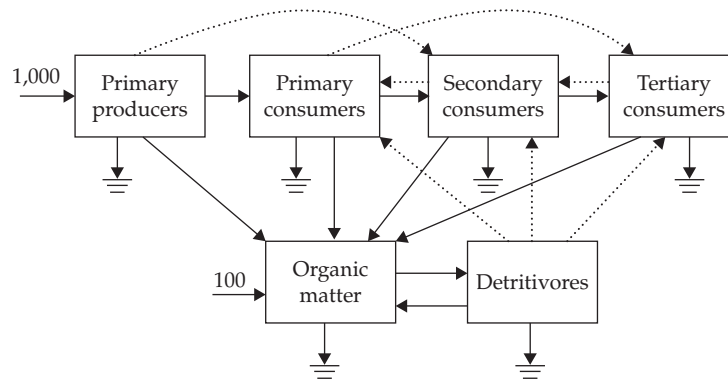 1,000
Primary
producers
Primary
consumers
Secondary
consumers
Tertiary
consumers
100
Organic
matter
Detritivores